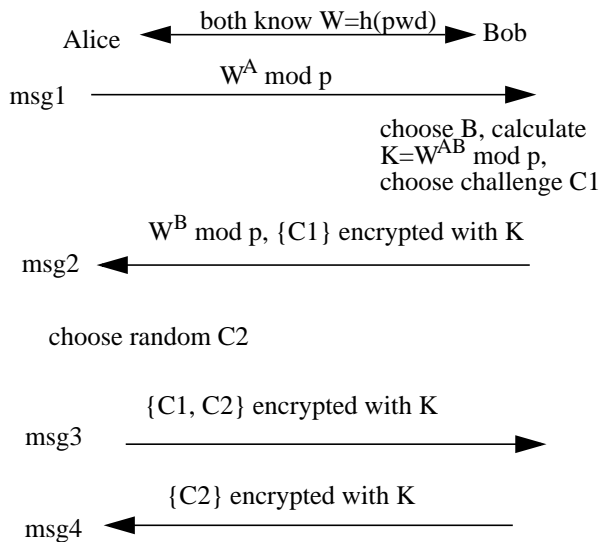 both know W=h(pwd)
Alice
Bob
W^A mod p
msg1
choose B, calculate
K=W^AB mod p,
choose challenge C1
W^B mod p, {C1} encrypted with K
msg2
choose random C2
{C1, C2} encrypted with K
msg3
{C2} encrypted with K
msg4